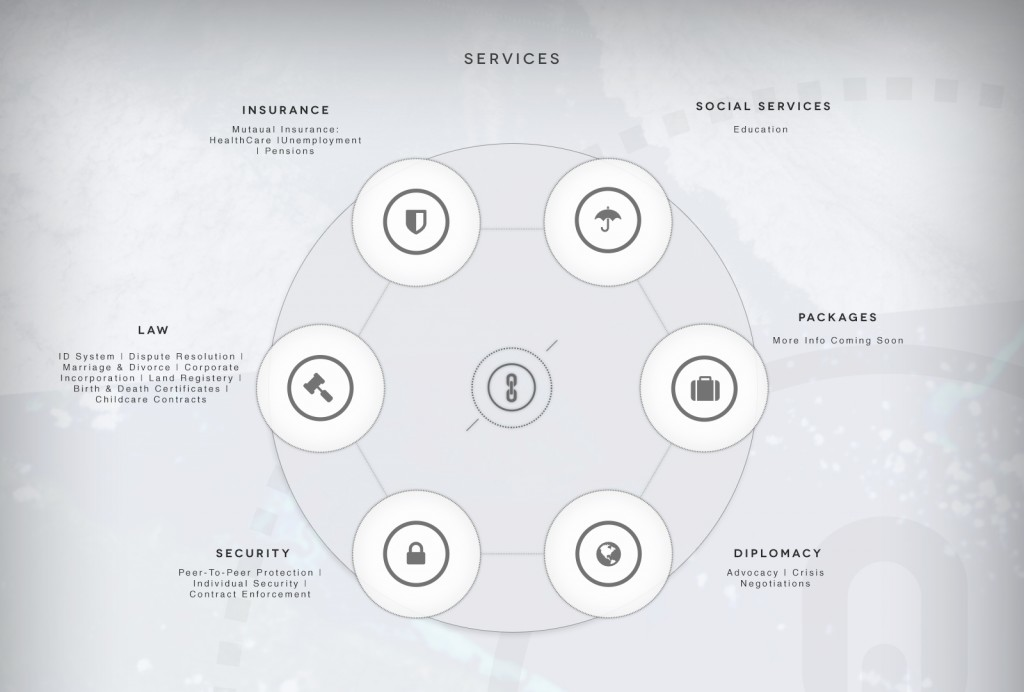 SERVICES
INSURANCE
Mutaual Insurance:
HealthCare |Unemployment
| Pensions
SOCIAL SERVICES
Education
LAW
ID System | Dispute Resolution |
Marriage & Divorce | Corporate
Incorporation | Land Registery |
Birth & Death Certificates |
Childcare Contracts
PACKAGES
More Info Coming Soon
SECURITY
Peer-To-Peer Protection |
Individual Security |
Contract Enforcement
DIPLOMACY
Advocacy | Crisis
Negotiations